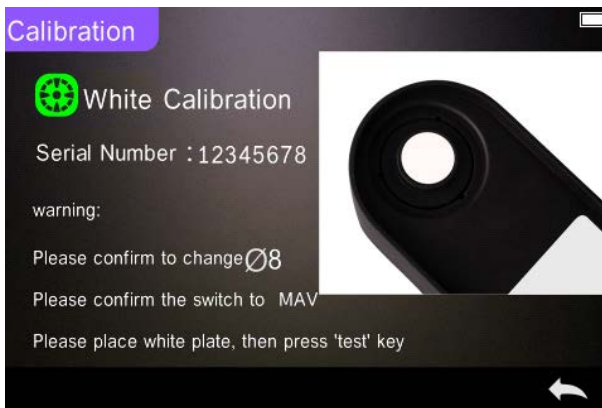 Calibration
White Calibration
Serial Number :12345678
warning:
Please confirm to change∅8
Please confirm the switch to MAV
Please place white plate, then press 'test' key